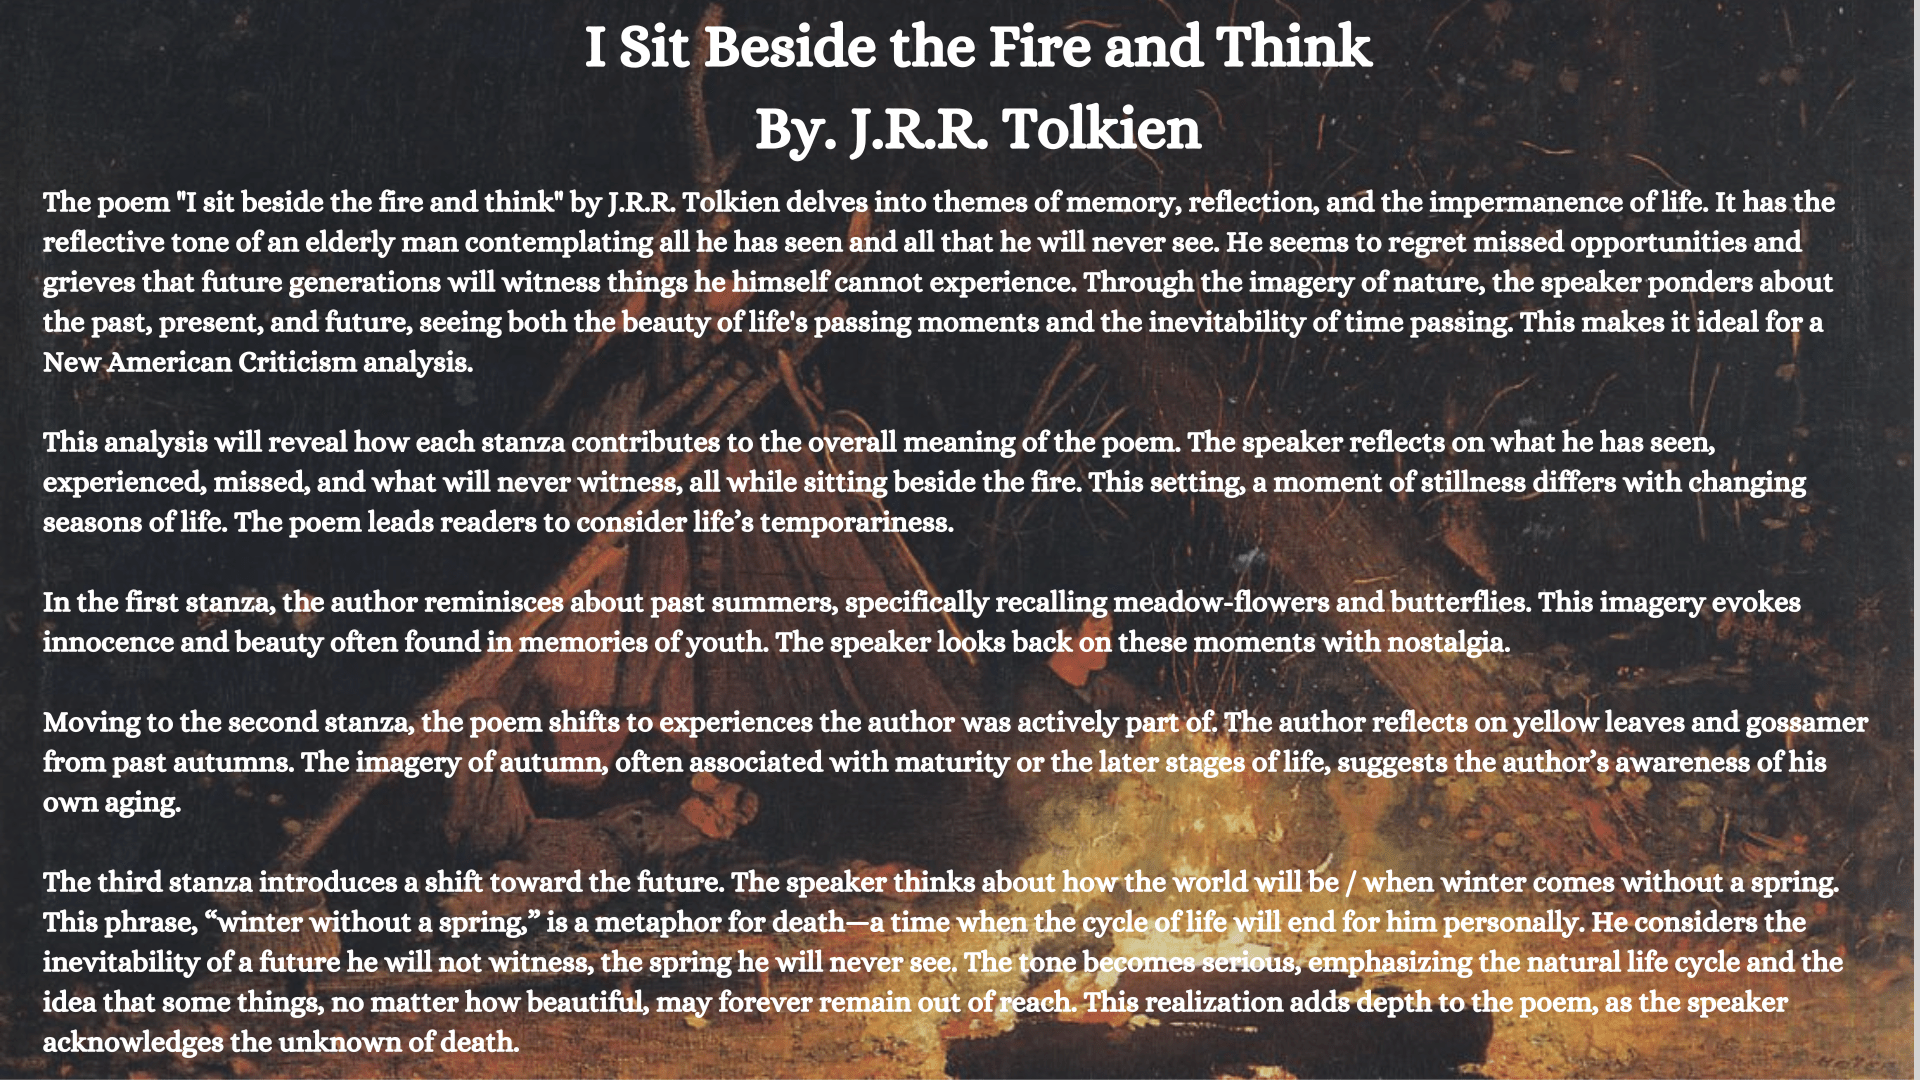 I Sit Beside the Fire and Think
By. J.R.R. Tolkien
The poem "I sit beside the fire and think" by J.R.R. Tolkien delves into themes of memory, reflection, and the impermanence of life. It has the
reflective tone of an elderly man contemplating all he has seen and all that he will never see. He seems to regret missed opportunities and
grieves that future generations will witness things he himself cannot experience. Through the imagery of nature, the speaker ponders about
the past, present, and future, seeing both the beauty of life's passing moments and the inevitability of time passing. This makes it ideal for a
New American Criticism analysis.
This analysis will reveal how each stanza contributes to the overall meaning of the poem. The speaker reflects on what he has seen,
experienced, missed, and what will never witness, all while sitting beside the fire. This setting, a moment of stillness differs with changing
seasons of life. The poem leads readers to consider life’s temporariness.
In the first stanza, the author reminisces about past summers, specifically recalling meadow-flowers and butterflies. This imagery evokes
innocence and beauty often found in memories of youth. The speaker looks back on these moments with nostalgia.
Moving to the second stanza, the poem shifts to experiences the author was actively part of. The author reflects on yellow leaves and gossamer
from past autumns. The imagery of autumn, often associated with maturity or the later stages of life, suggests the author’s awareness of his
own aging.
The third stanza introduces a shift toward the future. The speaker thinks about how the world will be / when winter comes without a spring.
This phrase, “winter without a spring,” is a metaphor for death—a time when the cycle of life will end for him personally. He considers the
inevitability of a future he will not witness, the spring he will never see. The tone becomes serious, emphasizing the natural life cycle and the
idea that some things, no matter how beautiful, may forever remain out of reach. This realization adds depth to the poem, as the speaker
acknowledges the unknown of death.